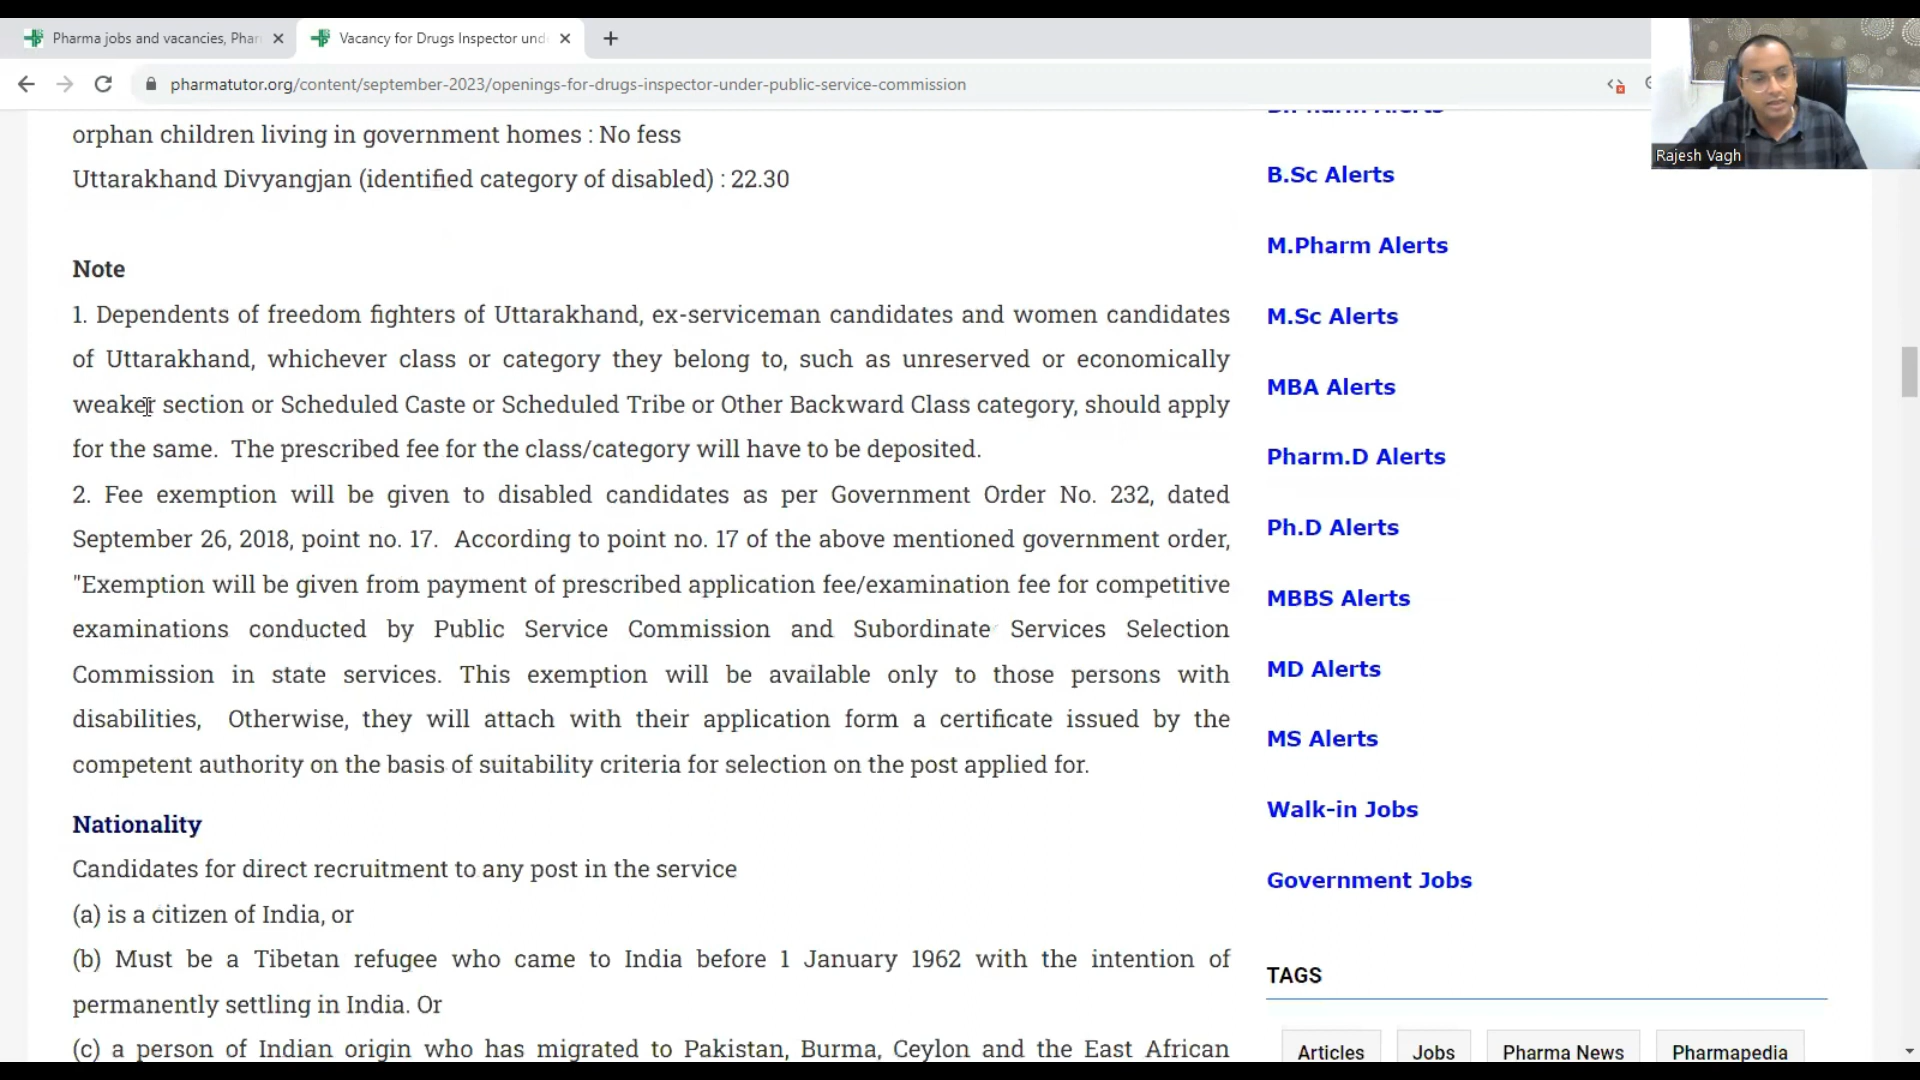 Pharma jobs and vacancies, Phar
Vacancy for Drugs Inspector und
pharmatutor.org/content/september-2023/openings-for-drugs-inspector-under-public-service-commission
Rajesh Vagh
orphan children living in government homes : No fess
Uttarakhand Divyangjan (identified category of disabled) : 22.30
Note
1. Dependents of freedom fighters of Uttarakhand, ex-serviceman candidates and women candidates
of Uttarakhand, whichever class or category they belong to, such as unreserved or economically
weaker section or Scheduled Caste or Scheduled Tribe or Other Backward Class category, should apply
for the same.  The prescribed fee for the class/category will have to be deposited.
2. Fee exemption will be given to disabled candidates as per Government Order No. 232, dated
September 26, 2018, point no. 17.  According to point no. 17 of the above mentioned government order,
"Exemption will be given from payment of prescribed application fee/examination fee for competitive
examinations conducted by Public Service Commission and Subordinate Services Selection
Commission in state services. This exemption will be available only to those persons with
disabilities,  Otherwise, they will attach with their application form a certificate issued by the
competent authority on the basis of suitability criteria for selection on the post applied for.
Nationality
Candidates for direct recruitment to any post in the service
(a) is a citizen of India, or
(b) Must be a Tibetan refugee who came to India before 1 January 1962 with the intention of
permanently settling in India. Or
(c) a person of Indian origin who has migrated to Pakistan, Burma, Ceylon and the East African
B.Sc Alerts
M.Pharm Alerts
M.Sc Alerts
MBA Alerts
Pharm.D Alerts
Ph.D Alerts
MBBS Alerts
MD Alerts
MS Alerts
Walk-in Jobs
Government Jobs
TAGS
Articles
Jobs
Pharma News
Pharmapedia